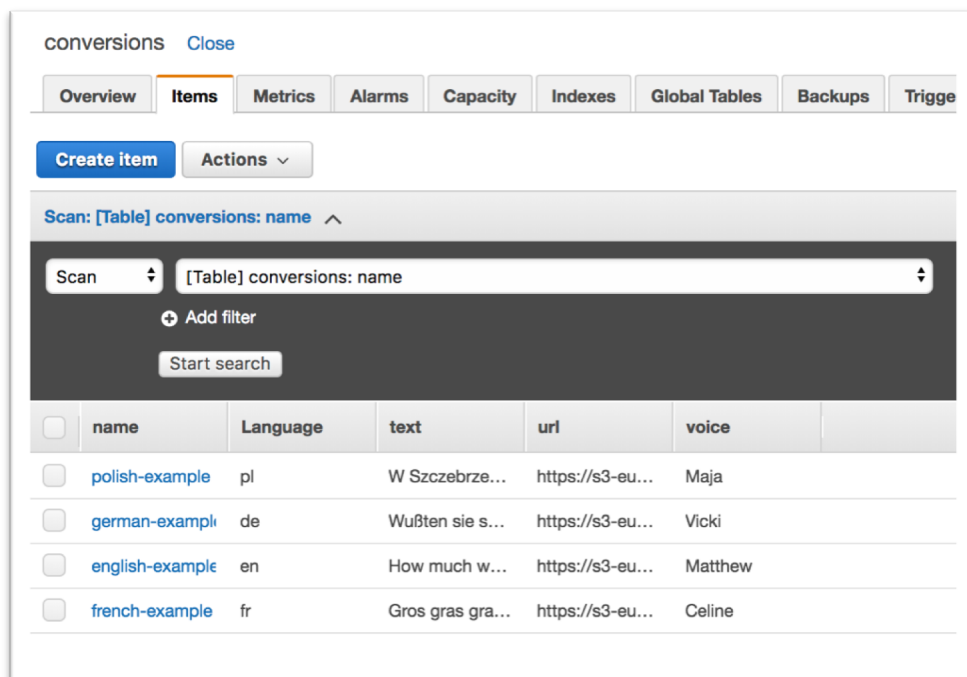 conversions Close
Overview Items Metrics Alarms Capacity Indexes Global Tables Backups Trigge
Create item Actions
Scan: [Table] conversions: name
Scan [Table] conversions: name
Add filter
Start search
name Language text url voice
polish-example pl W Szczebrze... https://s3-eu... Maja
german-example de Wußten sie s... https://s3-eu... Vicki
english-example en How much w... https://s3-eu... Matthew
french-example fr Gros gras gra... https://s3-eu... Celine